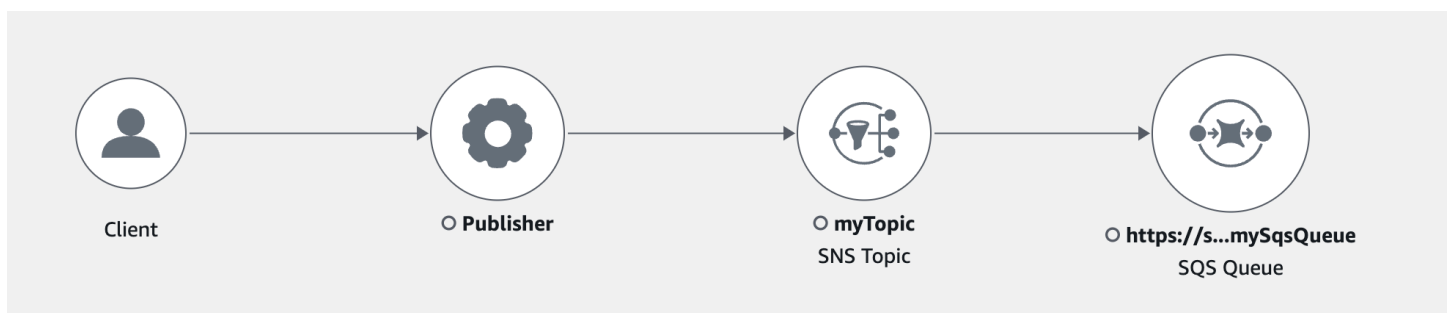 Client
Publisher
myTopic
SNS Topic
https://s...mySqsQueue
SQS Queue